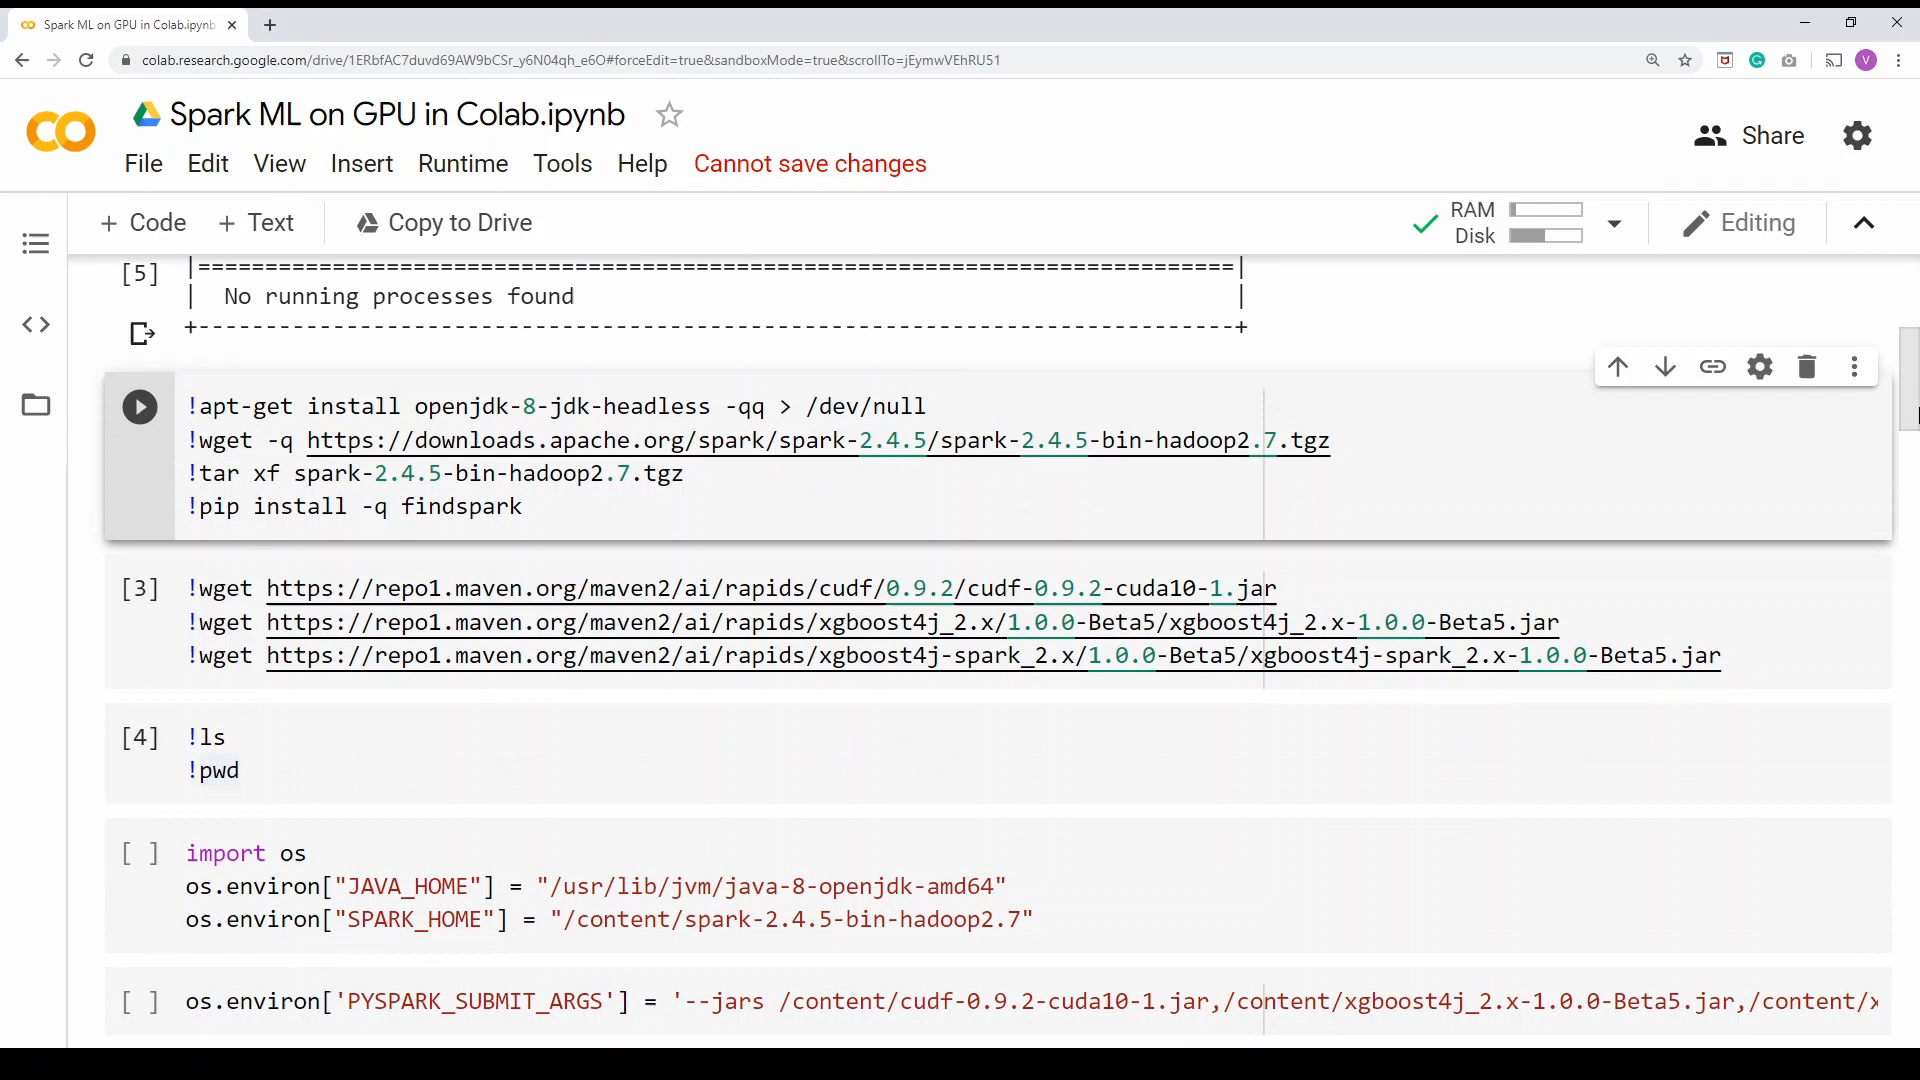 Spark ML on GPU in Colab.ipynb
colab.research.google.com/drive/1ERbfAC7duvd69AW9bCSr_y6N04qh_e6O#forceEdit=true&sandboxMode=true&scrollTo=jEymwVEhRU51
V
Spark ML on GPU in Colab.ipynb
File Edit View Insert Runtime Tools Help Cannot save changes
Share
+ Code + Text Copy to Drive
RAM
Disk
Editing
[5] |=============================================================================|
| No running processes found |
+-----------------------------------------------------------------------------+
!apt-get install openjdk-8-jdk-headless -qq > /dev/null
!wget -q https://downloads.apache.org/spark/spark-2.4.5/spark-2.4.5-bin-hadoop2.7.tgz
!tar xf spark-2.4.5-bin-hadoop2.7.tgz
!pip install -q findspark
[3] !wget https://repo1.maven.org/maven2/ai/rapids/cudf/0.9.2/cudf-0.9.2-cuda10-1.jar
!wget https://repo1.maven.org/maven2/ai/rapids/xgboost4j_2.x/1.0.0-Beta5/xgboost4j_2.x-1.0.0-Beta5.jar
!wget https://repo1.maven.org/maven2/ai/rapids/xgboost4j-spark_2.x/1.0.0-Beta5/xgboost4j-spark_2.x-1.0.0-Beta5.jar
[4] !ls
!pwd
[ ] import os
os.environ["JAVA_HOME"] = "/usr/lib/jvm/java-8-openjdk-amd64"
os.environ["SPARK_HOME"] = "/content/spark-2.4.5-bin-hadoop2.7"
[ ] os.environ['PYSPARK_SUBMIT_ARGS'] = '--jars /content/cudf-0.9.2-cuda10-1.jar,/content/xgboost4j_2.x-1.0.0-Beta5.jar,/content/x